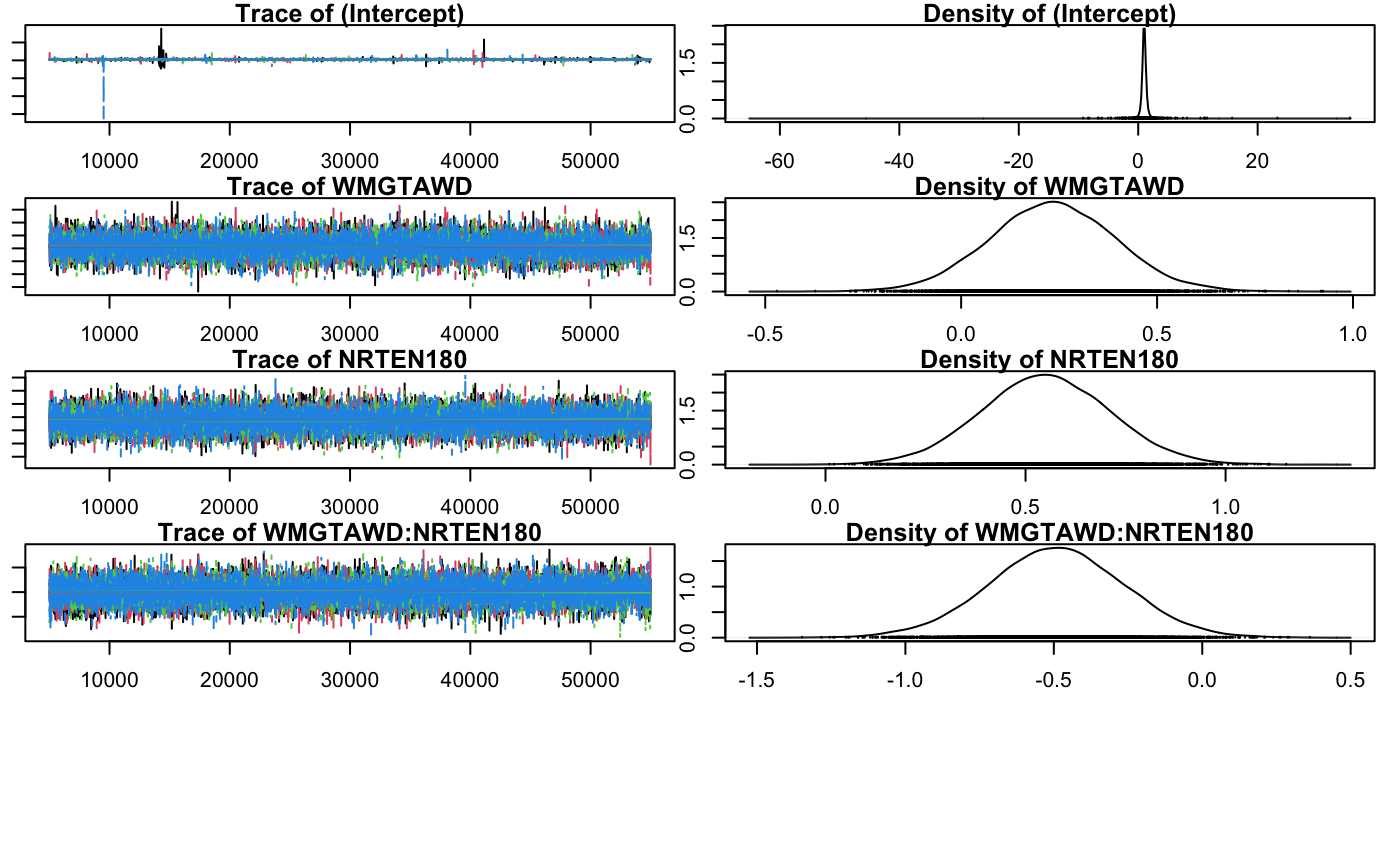 Trace of (Intercept)
10000 20000 30000 40000 50000
Density of (Intercept)
0.0 1.5
-60 -40 -20 0 20
Trace of WMGTAWD
10000 20000 30000 40000 50000
Density of WMGTAWD
0.0 1.5
-0.5 0.0 0.5 1.0
Trace of NRTEN180
10000 20000 30000 40000 50000
Density of NRTEN180
0.0 1.5
0.0 0.5 1.0
Trace of WMGTAWD:NRTEN180
10000 20000 30000 40000 50000
Density of WMGTAWD:NRTEN180
0.0 1.0
-1.5 -1.0 -0.5 0.0 0.5